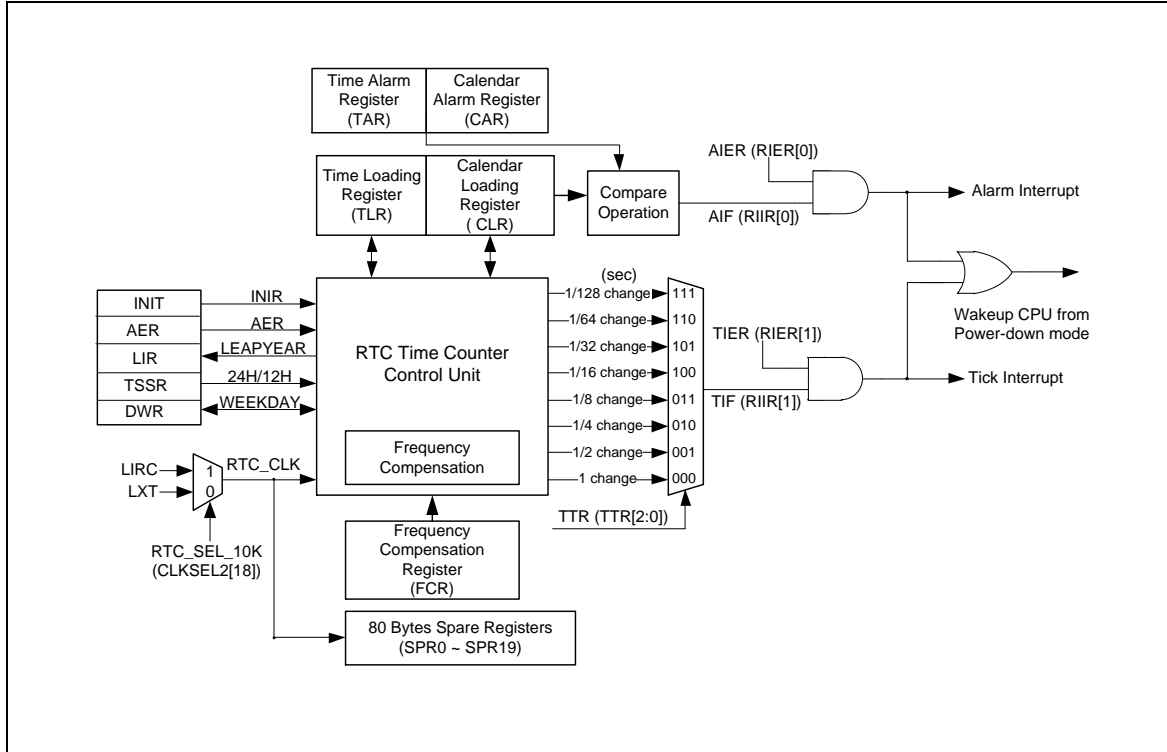 Time Alarm
Register
(TAR)
Calendar
Alarm Register
(CAR)
Time Loading
Register
(TLR)
Calendar
Loading
Register
( CLR)
Compare
Operation
AIER (RIER[0])
AIF (RIIR[0])
Alarm Interrupt
Wakeup CPU from
Power-down mode
TIER (RIER[1])
TIF (RIIR[1])
Tick Interrupt
INIT
AER
LIR
TSSR
DWR
INIR
AER
LEAPYEAR
24H/12H
WEEKDAY
RTC Time Counter
Control Unit
Frequency
Compensation
(sec)
1/128 change
111
1/64 change
110
1/32 change
101
1/16 change
100
1/8 change
011
1/4 change
010
1/2 change
001
1 change
000
TTR (TTR[2:0])
LIRC
LXT
1
0
RTC_CLK
RTC_SEL_10K
(CLKSEL2[18])
Frequency
Compensation
Register
(FCR)
80 Bytes Spare Registers
(SPR0 ~ SPR19)